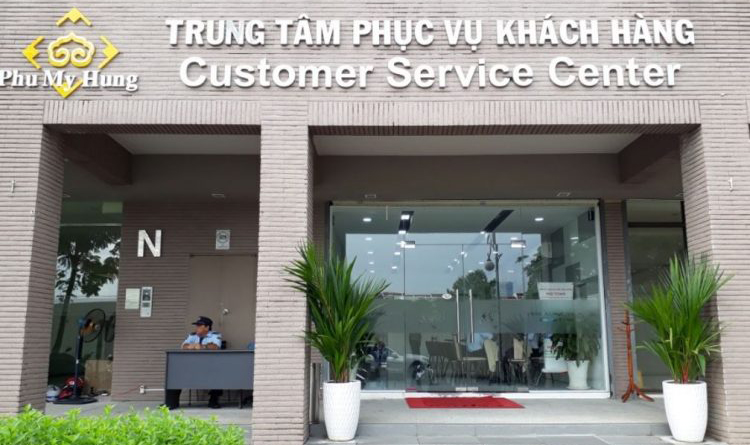 TRUNG TÂM PHỤC VỤ KHÁCH HÀNG
Customer Service Center
Phu My Hung
N